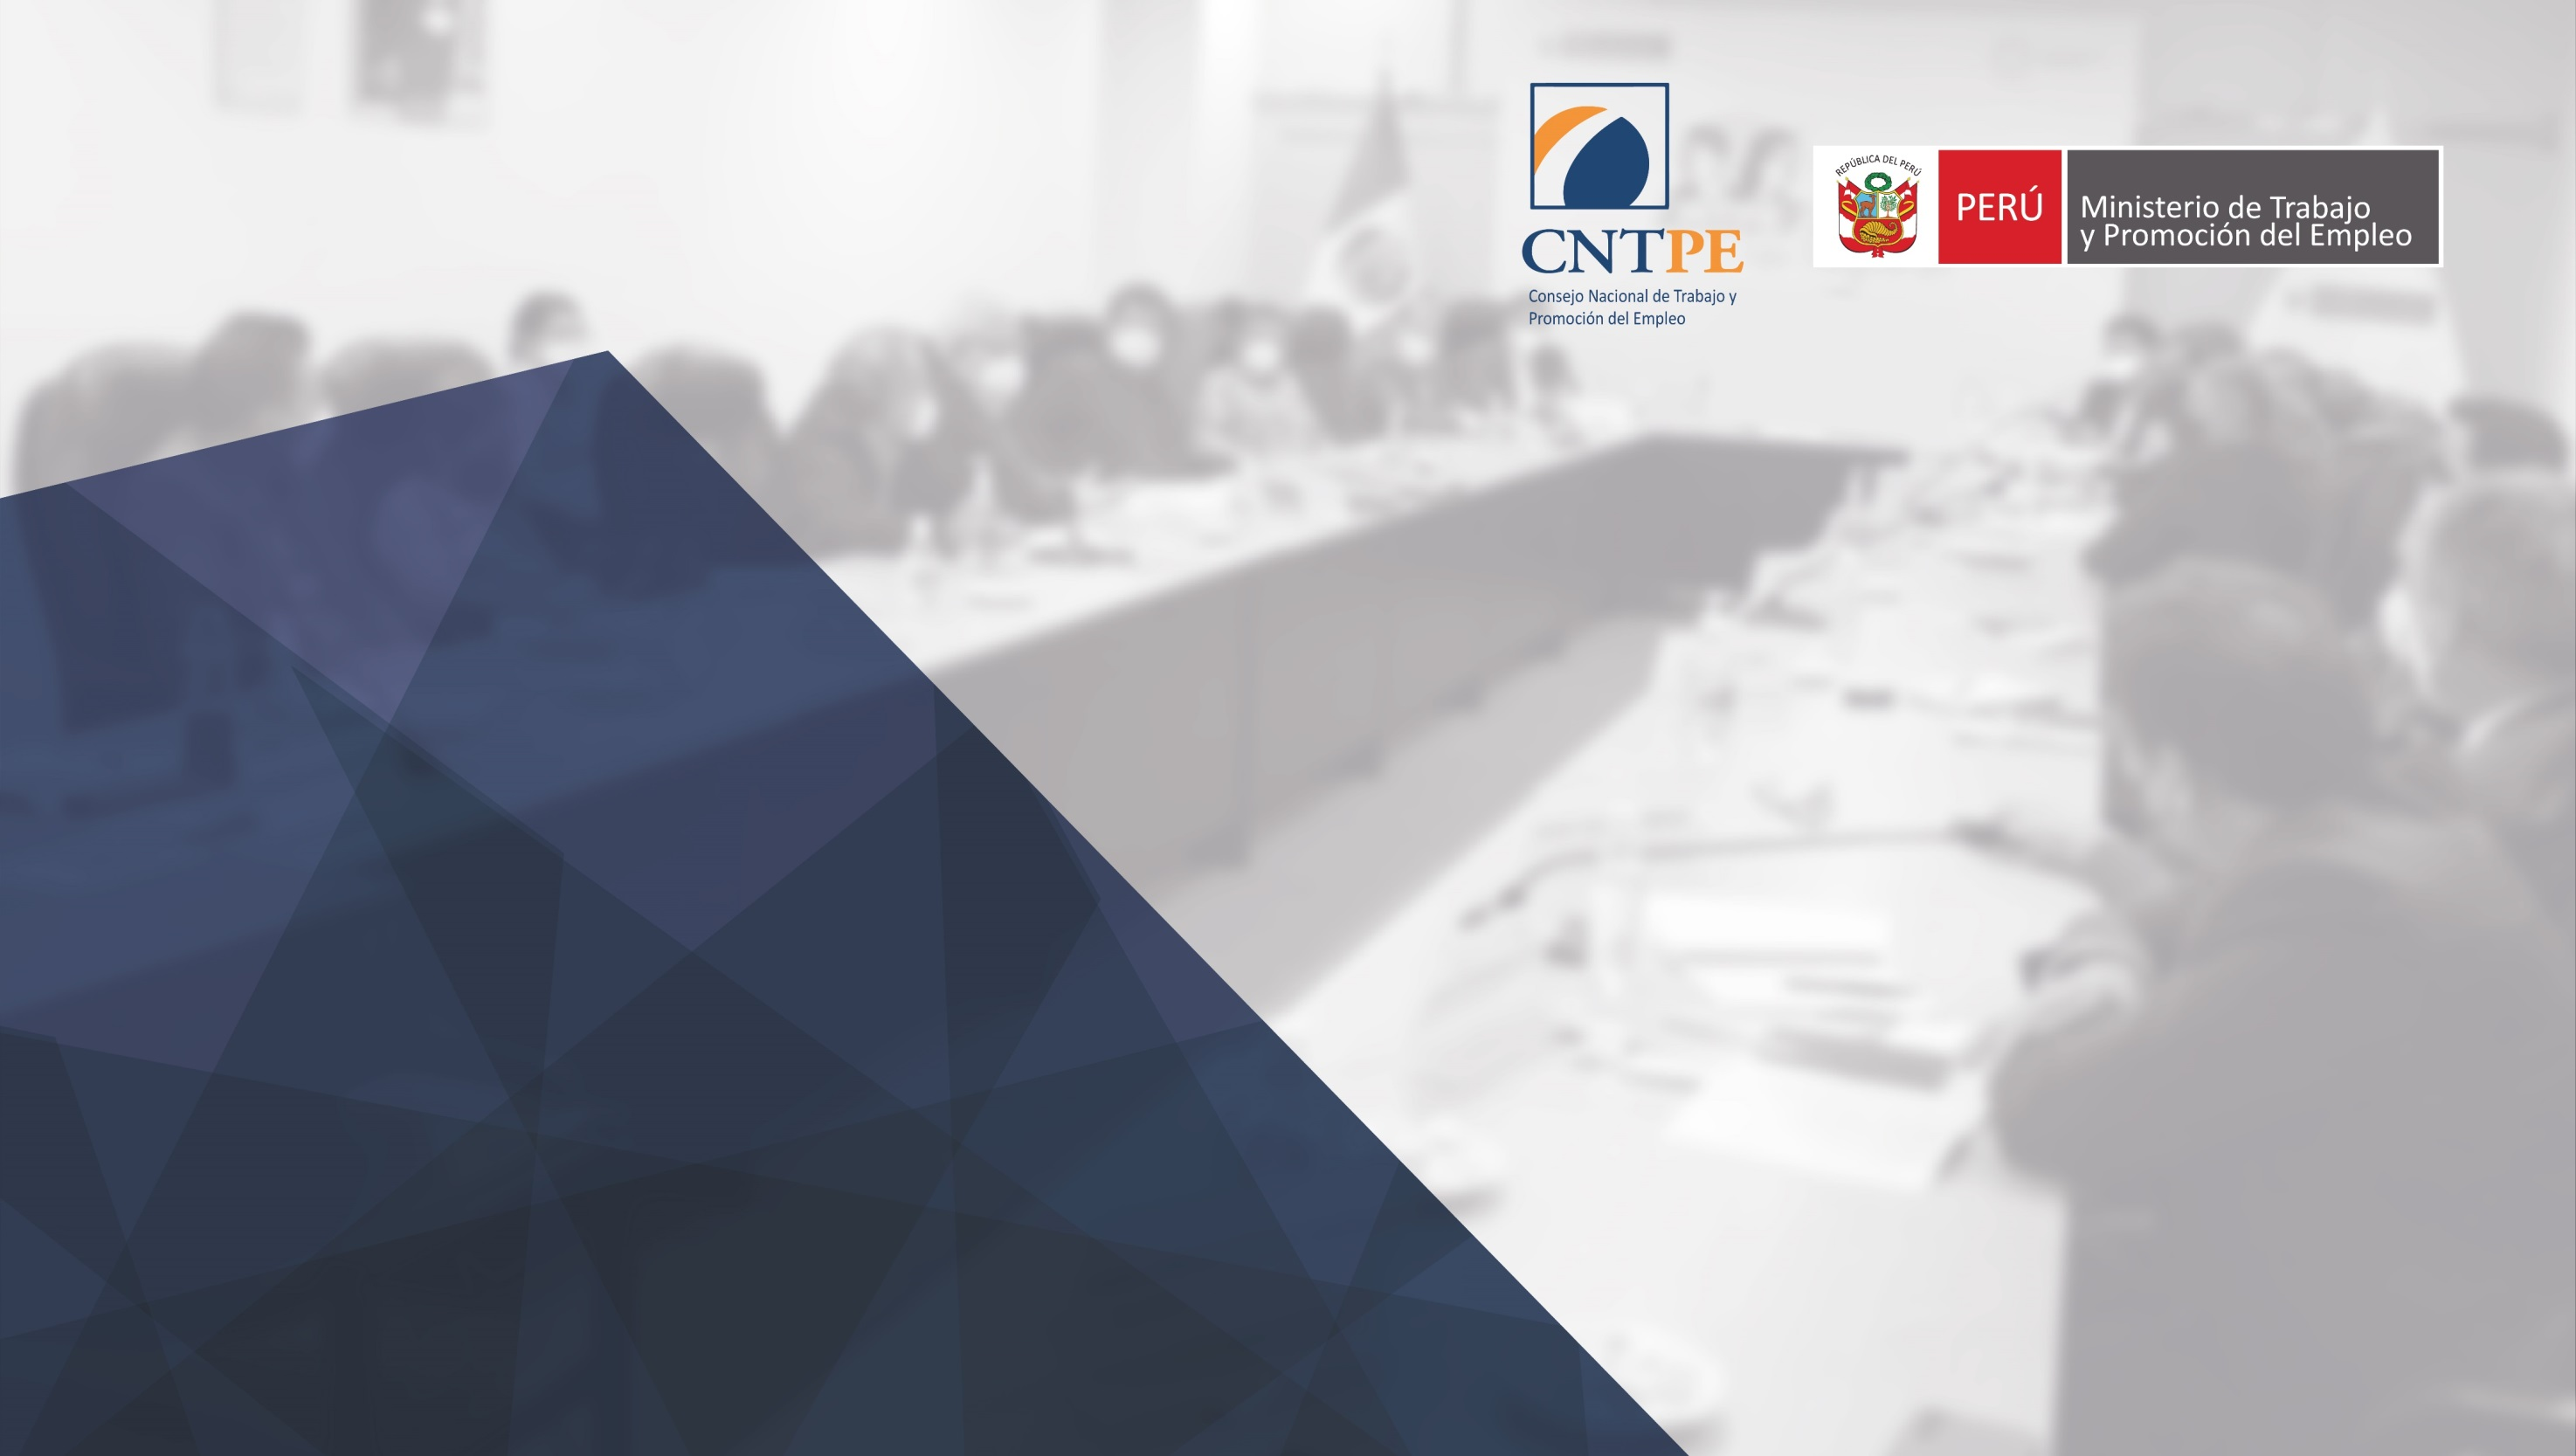 CNTPE
Consejo Nacional de Trabajo y
Promoción del Empleo
REPÚBLICA DEL PERÚ
PERÚ
Ministerio de Trabajo
y Promoción del Empleo